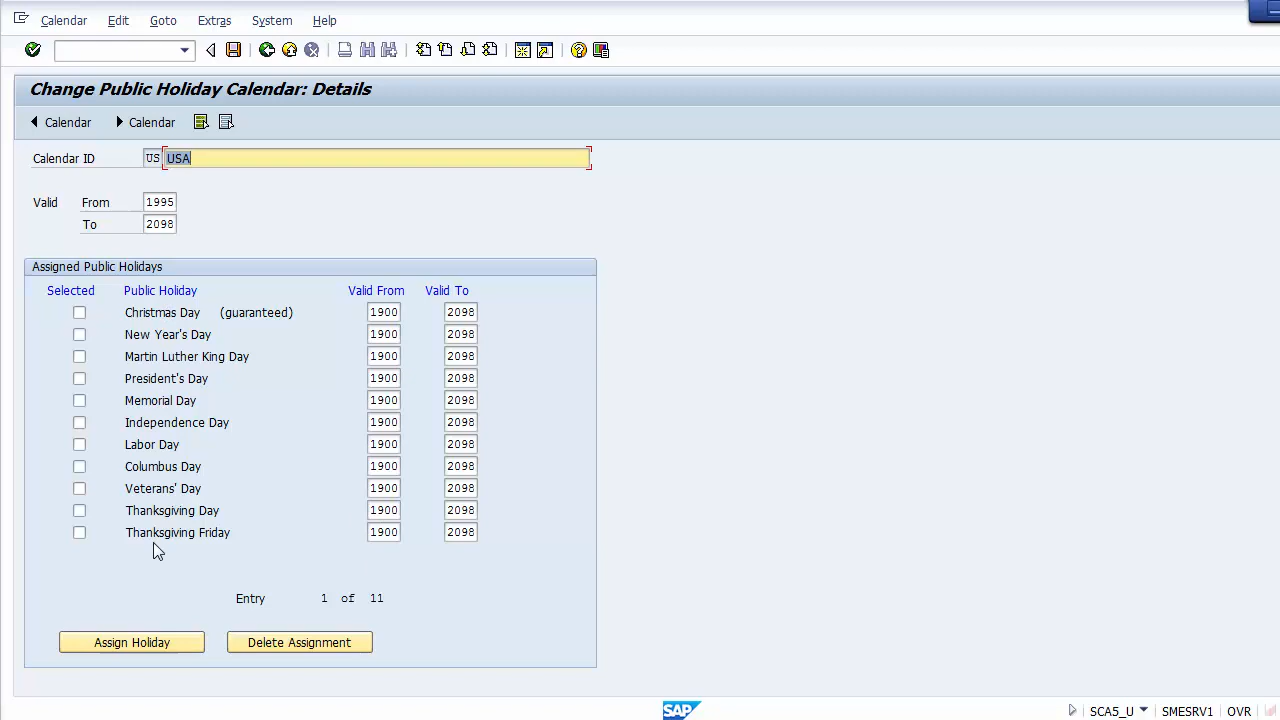 Calendar Edit Goto Extras System Help
Change Public Holiday Calendar: Details
Calendar Calendar
Calendar ID US USA
Valid From 1995
To 2098
Assigned Public Holidays
Selected Public Holiday Valid From Valid To
Christmas Day (guaranteed) 1900 2098
New Year's Day 1900 2098
Martin Luther King Day 1900 2098
President's Day 1900 2098
Memorial Day 1900 2098
Independence Day 1900 2098
Labor Day 1900 2098
Columbus Day 1900 2098
Veterans' Day 1900 2098
Thanksgiving Day 1900 2098
Thanksgiving Friday 1900 2098
Entry 1 of 11
Assign Holiday Delete Assignment
SAP SCA5_U SMESRV1 OVR